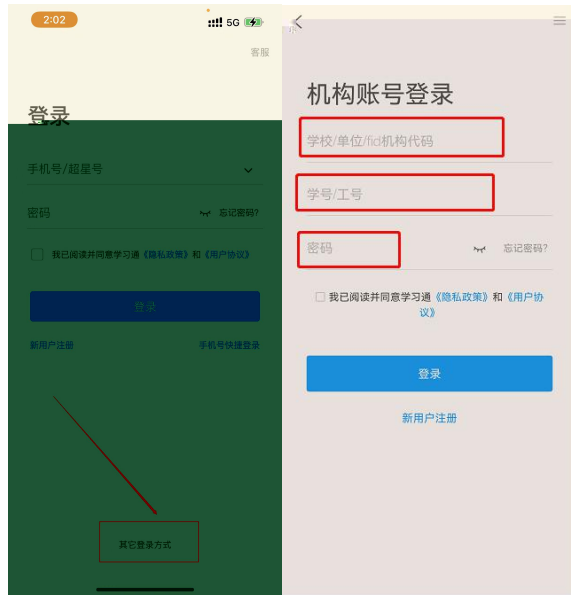 2:02
5G
客服
登录
手机号/超星号
密码
忘记密码?
我已阅读并同意学习通《隐私政策》和《用户协议》
登录
新用户注册
手机号快捷登录
其它登录方式
机构账号登录
学校/单位/fid机构代码
学号/工号
密码
忘记密码?
我已阅读并同意学习通《隐私政策》和《用户协
议》
登录
新用户注册